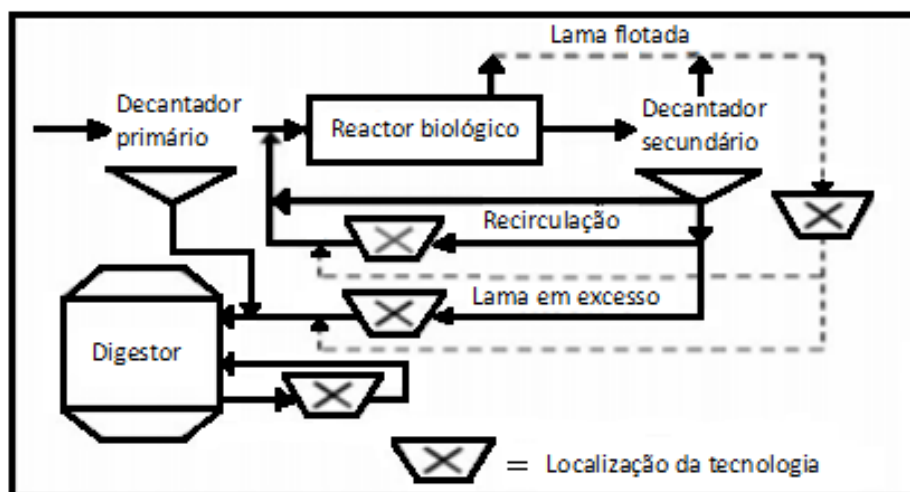 Lama flotada
Decantador
primário
Reactor biológico
Decantador
secundário
Recirculação
Lama em excesso
Digestor
= Localização da tecnologia